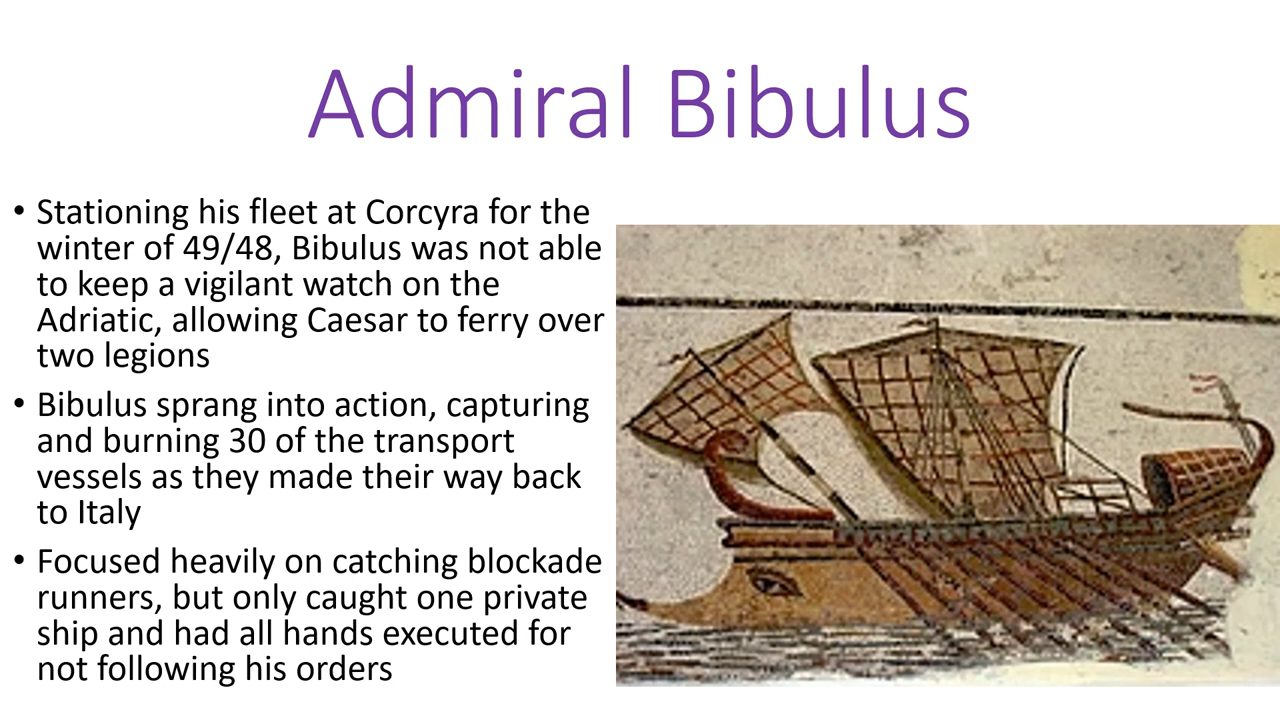 Admiral Bibulus
• Stationing his fleet at Corcyra for the
winter of 49/48, Bibulus was not able
to keep a vigilant watch on the
Adriatic, allowing Caesar to ferry over
two legions
• Bibulus sprang into action, capturing
and burning 30 of the transport
vessels as they made their way back
to Italy
• Focused heavily on catching blockade
runners, but only caught one private
ship and had all hands executed for
not following his orders